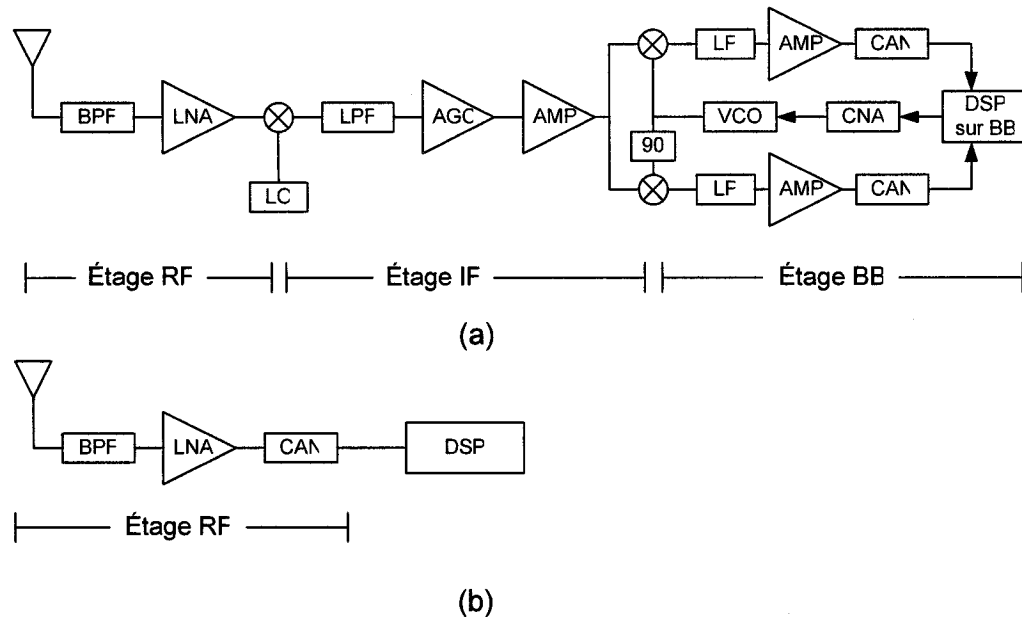 LF
AMP
CAN
BPF
LNA
LPF
AGC
AMP
VCO
CNA
DSP
sur BB
90
LC
LF
AMP
CAN
Étage RF
Étage IF
Étage BB
(a)
BPF
LNA
CAN
DSP
Étage RF
(b)